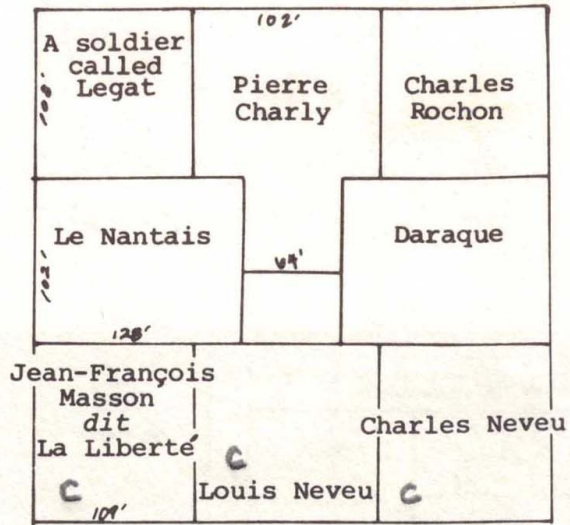 A soldier
called
Legat
102'
Pierre
Charly
Charles
Rochon
Le Nantais
102'
128'
64'
Daraque
Jean-François
Masson
dit
La Liberté
C
109'
C
Louis Neveu
Charles Neveu
C